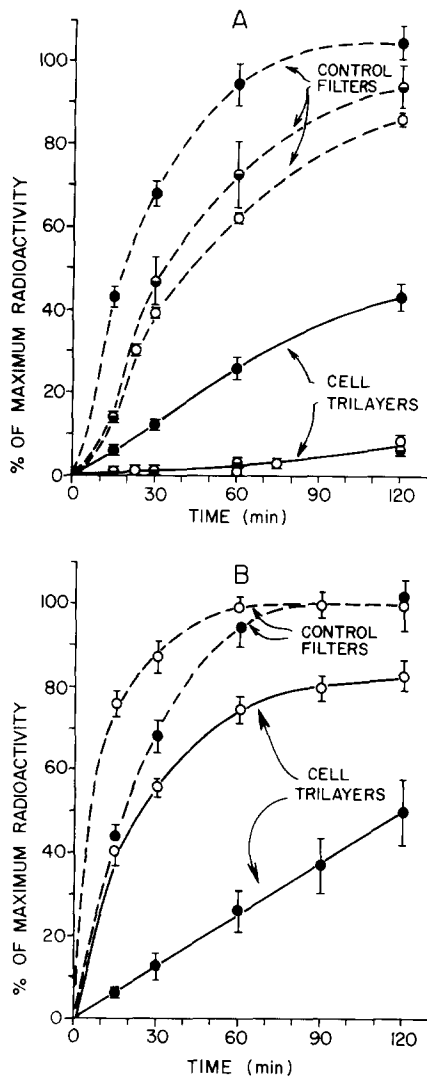 A
% OF MAXIMUM RADIOACTIVITY
100
80
60
40
20
0
CONTROL
FILTERS
CELL
TRILAYERS
0 30 60 90 120
TIME (min)
B
% OF MAXIMUM RADIOACTIVITY
100
80
60
40
20
0
CONTROL
FILTERS
CELL
TRILAYERS
0 30 60 90 120
TIME (min)